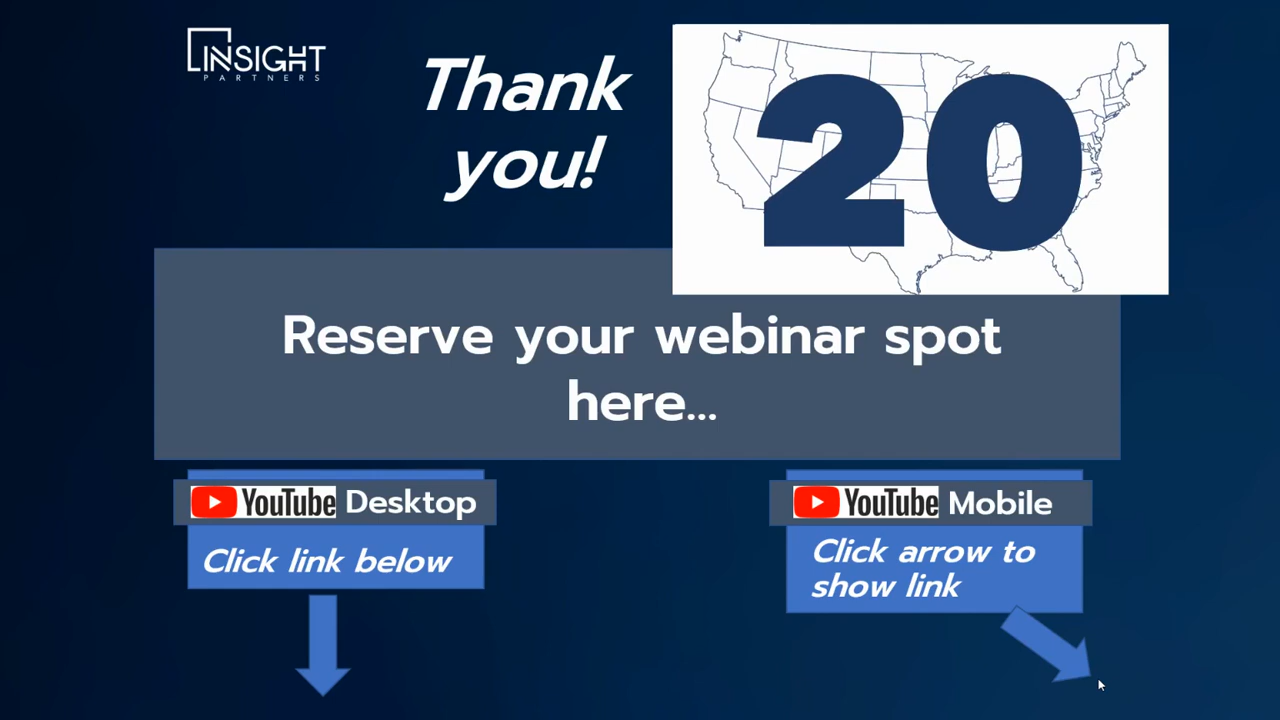 INSIGHT
PARTNERS
Thank
you!
20
Reserve your webinar spot
here...
YouTube Desktop
Click link below
YouTube Mobile
Click arrow to
show link